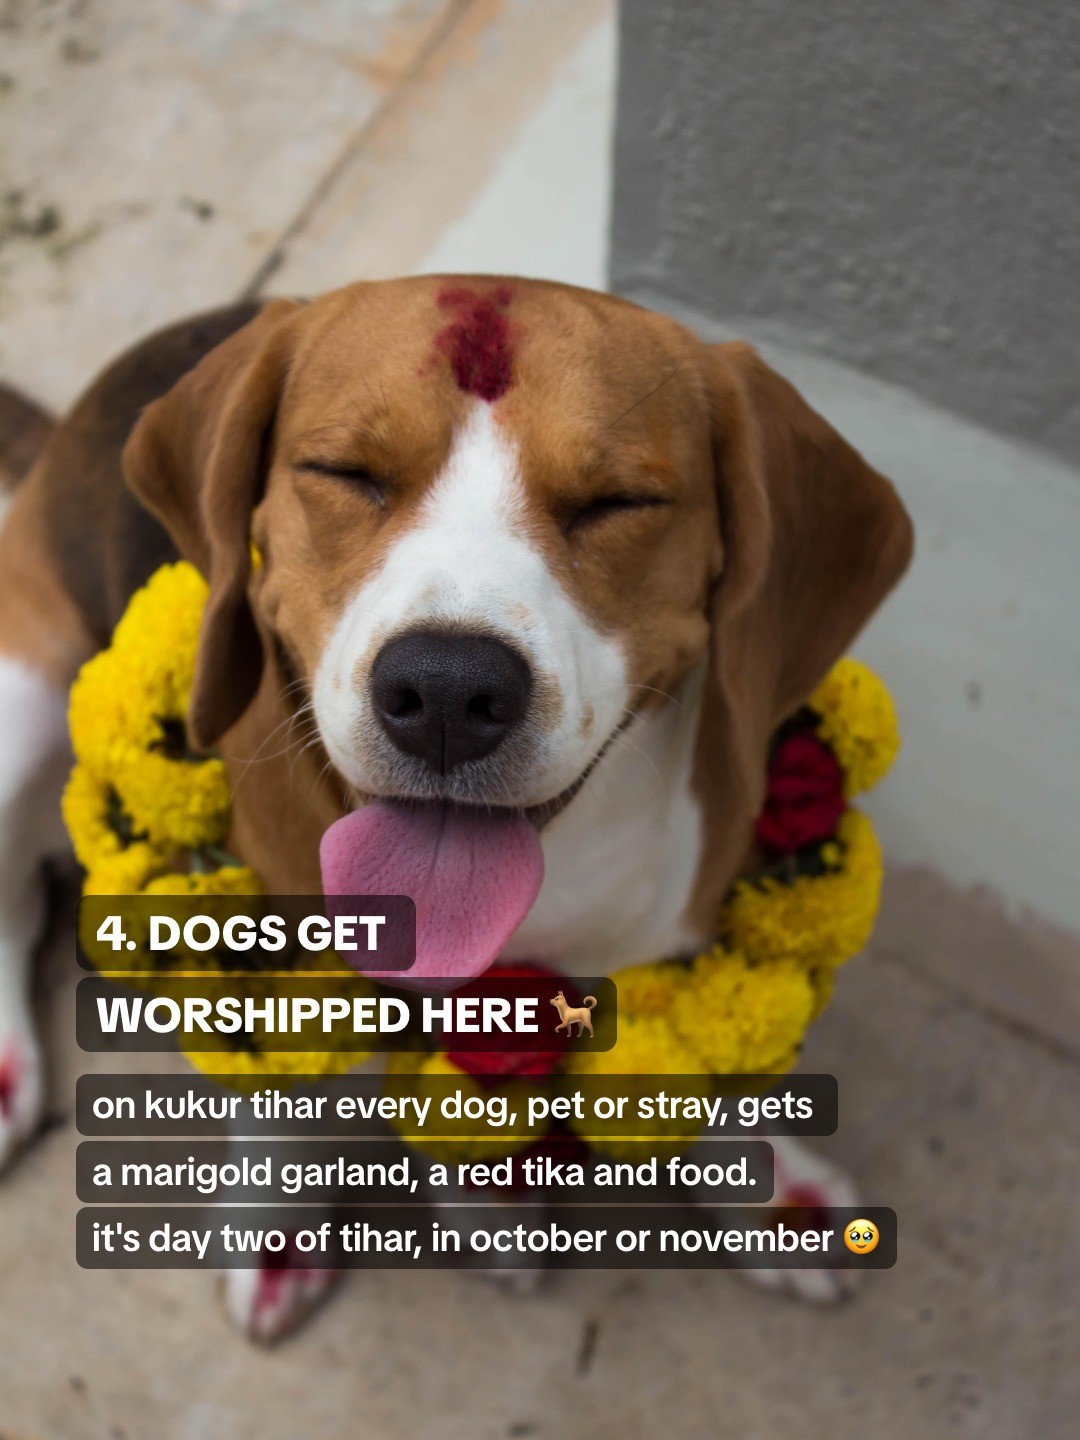 4. DOGS GET
WORSHIPPED HERE 🐕
on kukur tihar every dog, pet or stray, gets
a marigold garland, a red tika and food.
it's day two of tihar, in october or november 🥹